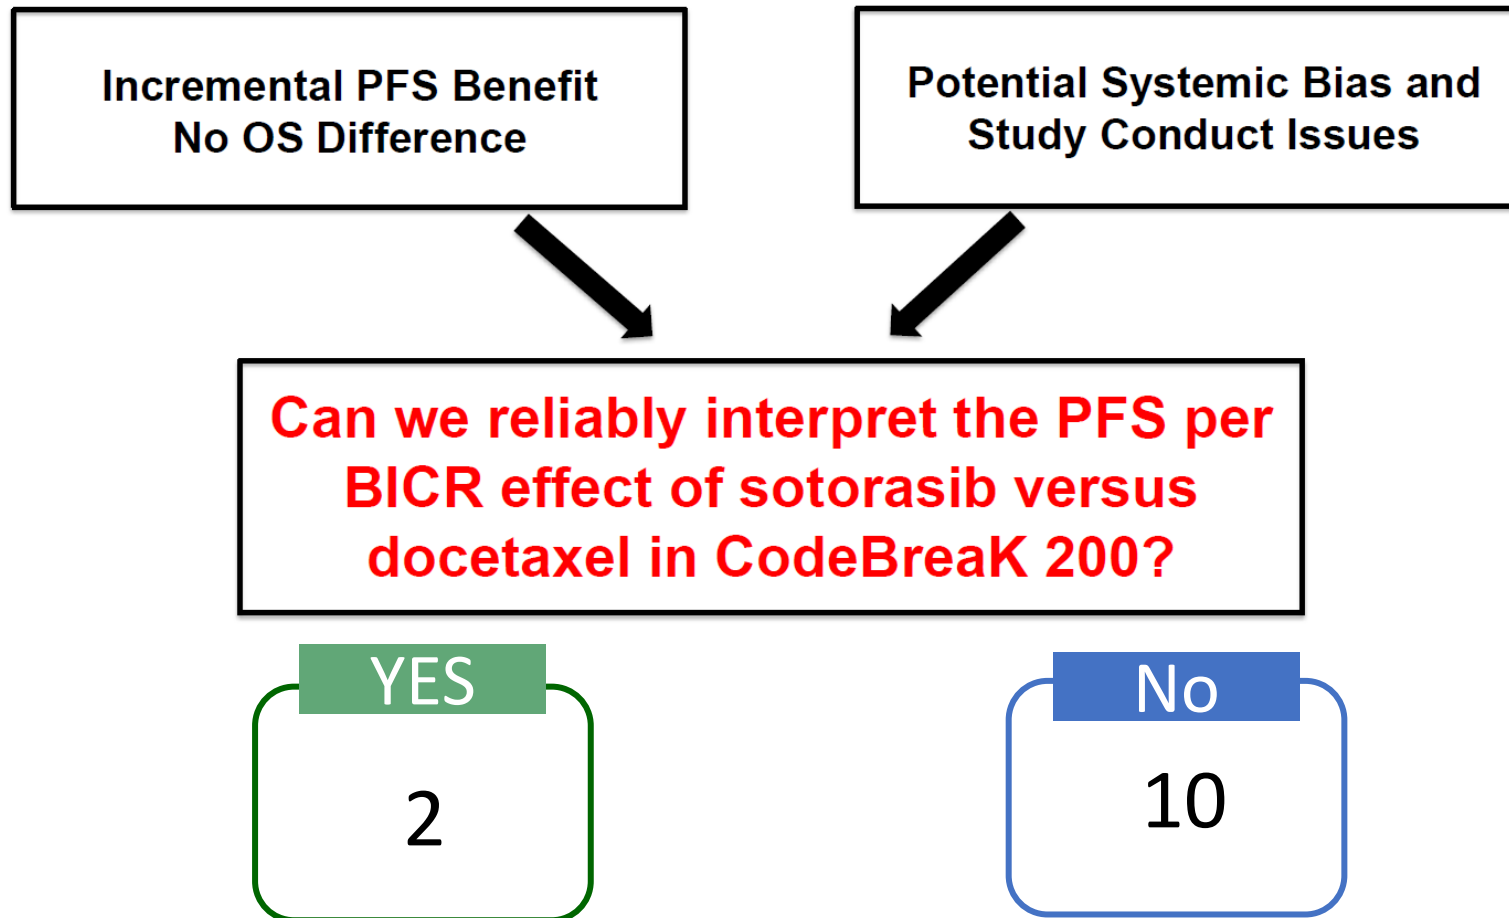 Incremental PFS Benefit
No OS Difference
Potential Systemic Bias and
Study Conduct Issues
Can we reliably interpret the PFS per
BICR effect of sotorasib versus
docetaxel in CodeBreaK 200?
YES
2
No
10